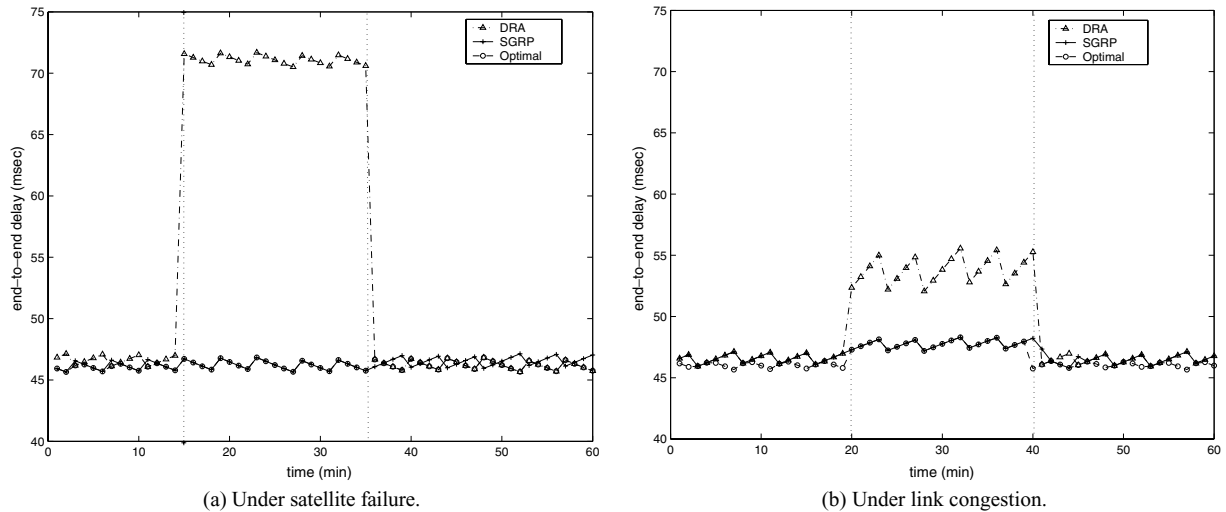 75
70
65
60
55
50
45
40
0
10
20
30
40
50
60
end−to−end delay (msec)
time (min)
DRA
SGRP
Optimal
(a) Under satellite failure.
75
70
65
60
55
50
45
40
0
10
20
30
40
50
60
end−to−end delay (msec)
time (min)
DRA
SGRP
Optimal
(b) Under link congestion.